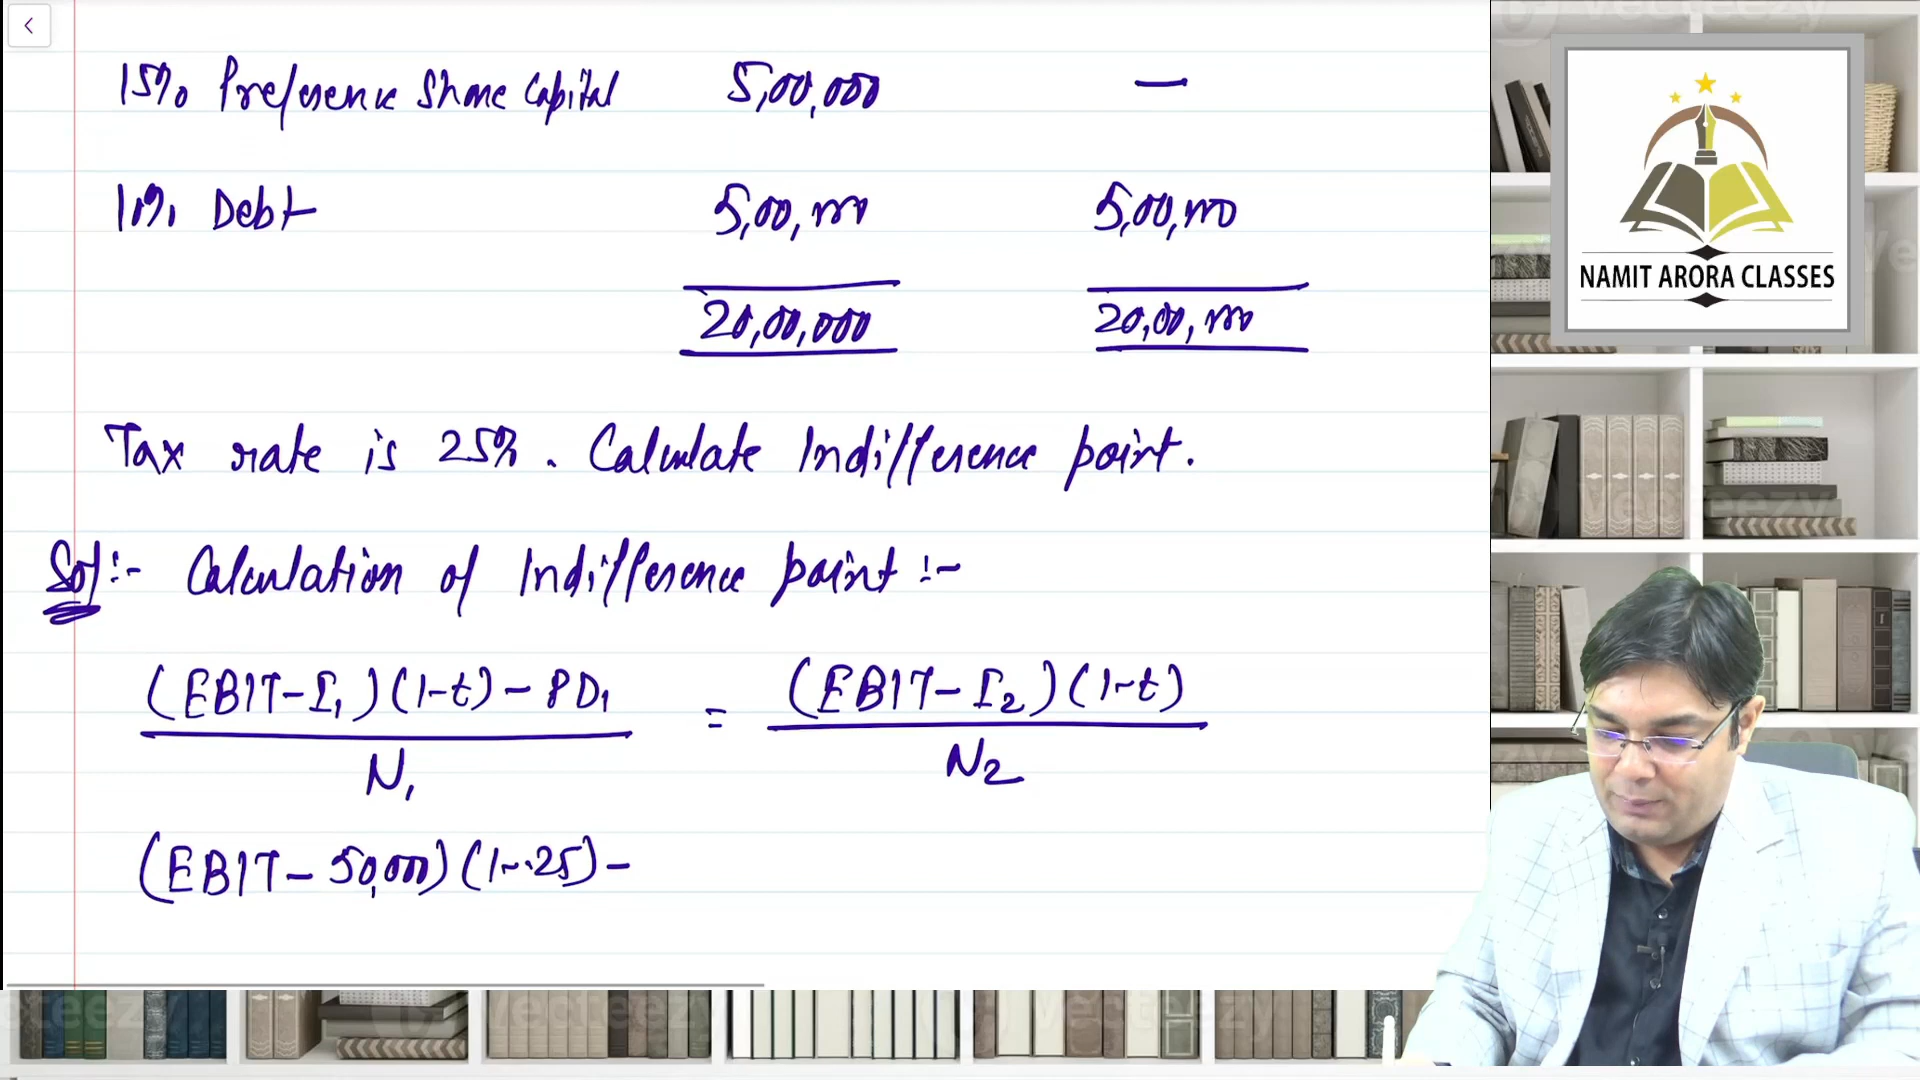 15% Preference Share Capital 5,00,000 —
10% Debt 5,00,000 5,00,000
20,00,000 20,00,000
Tax rate is 25%. Calculate Indifference point.
Sol:- Calculation of Indifference point :-
(EBIT-I₁)(1-t) - PD₁ = (EBIT-I₂)(1-t)
N₁ N₂
(EBIT - 50,000)(1-.25) -
NAMIT ARORA CLASSES